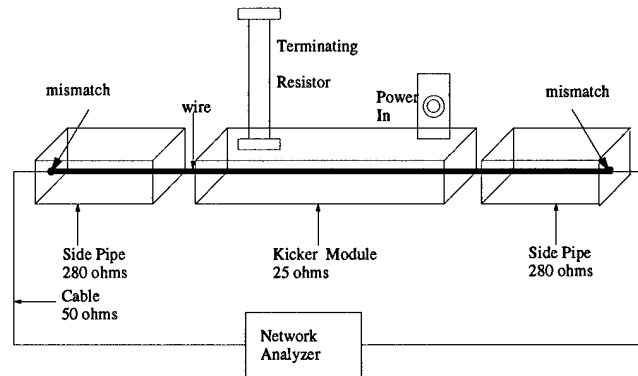 Terminating
Resistor
mismatch
wire
Power
In
mismatch
Side Pipe
280 ohms
Kicker Module
25 ohms
Side Pipe
280 ohms
Cable
50 ohms
Network
Analyzer